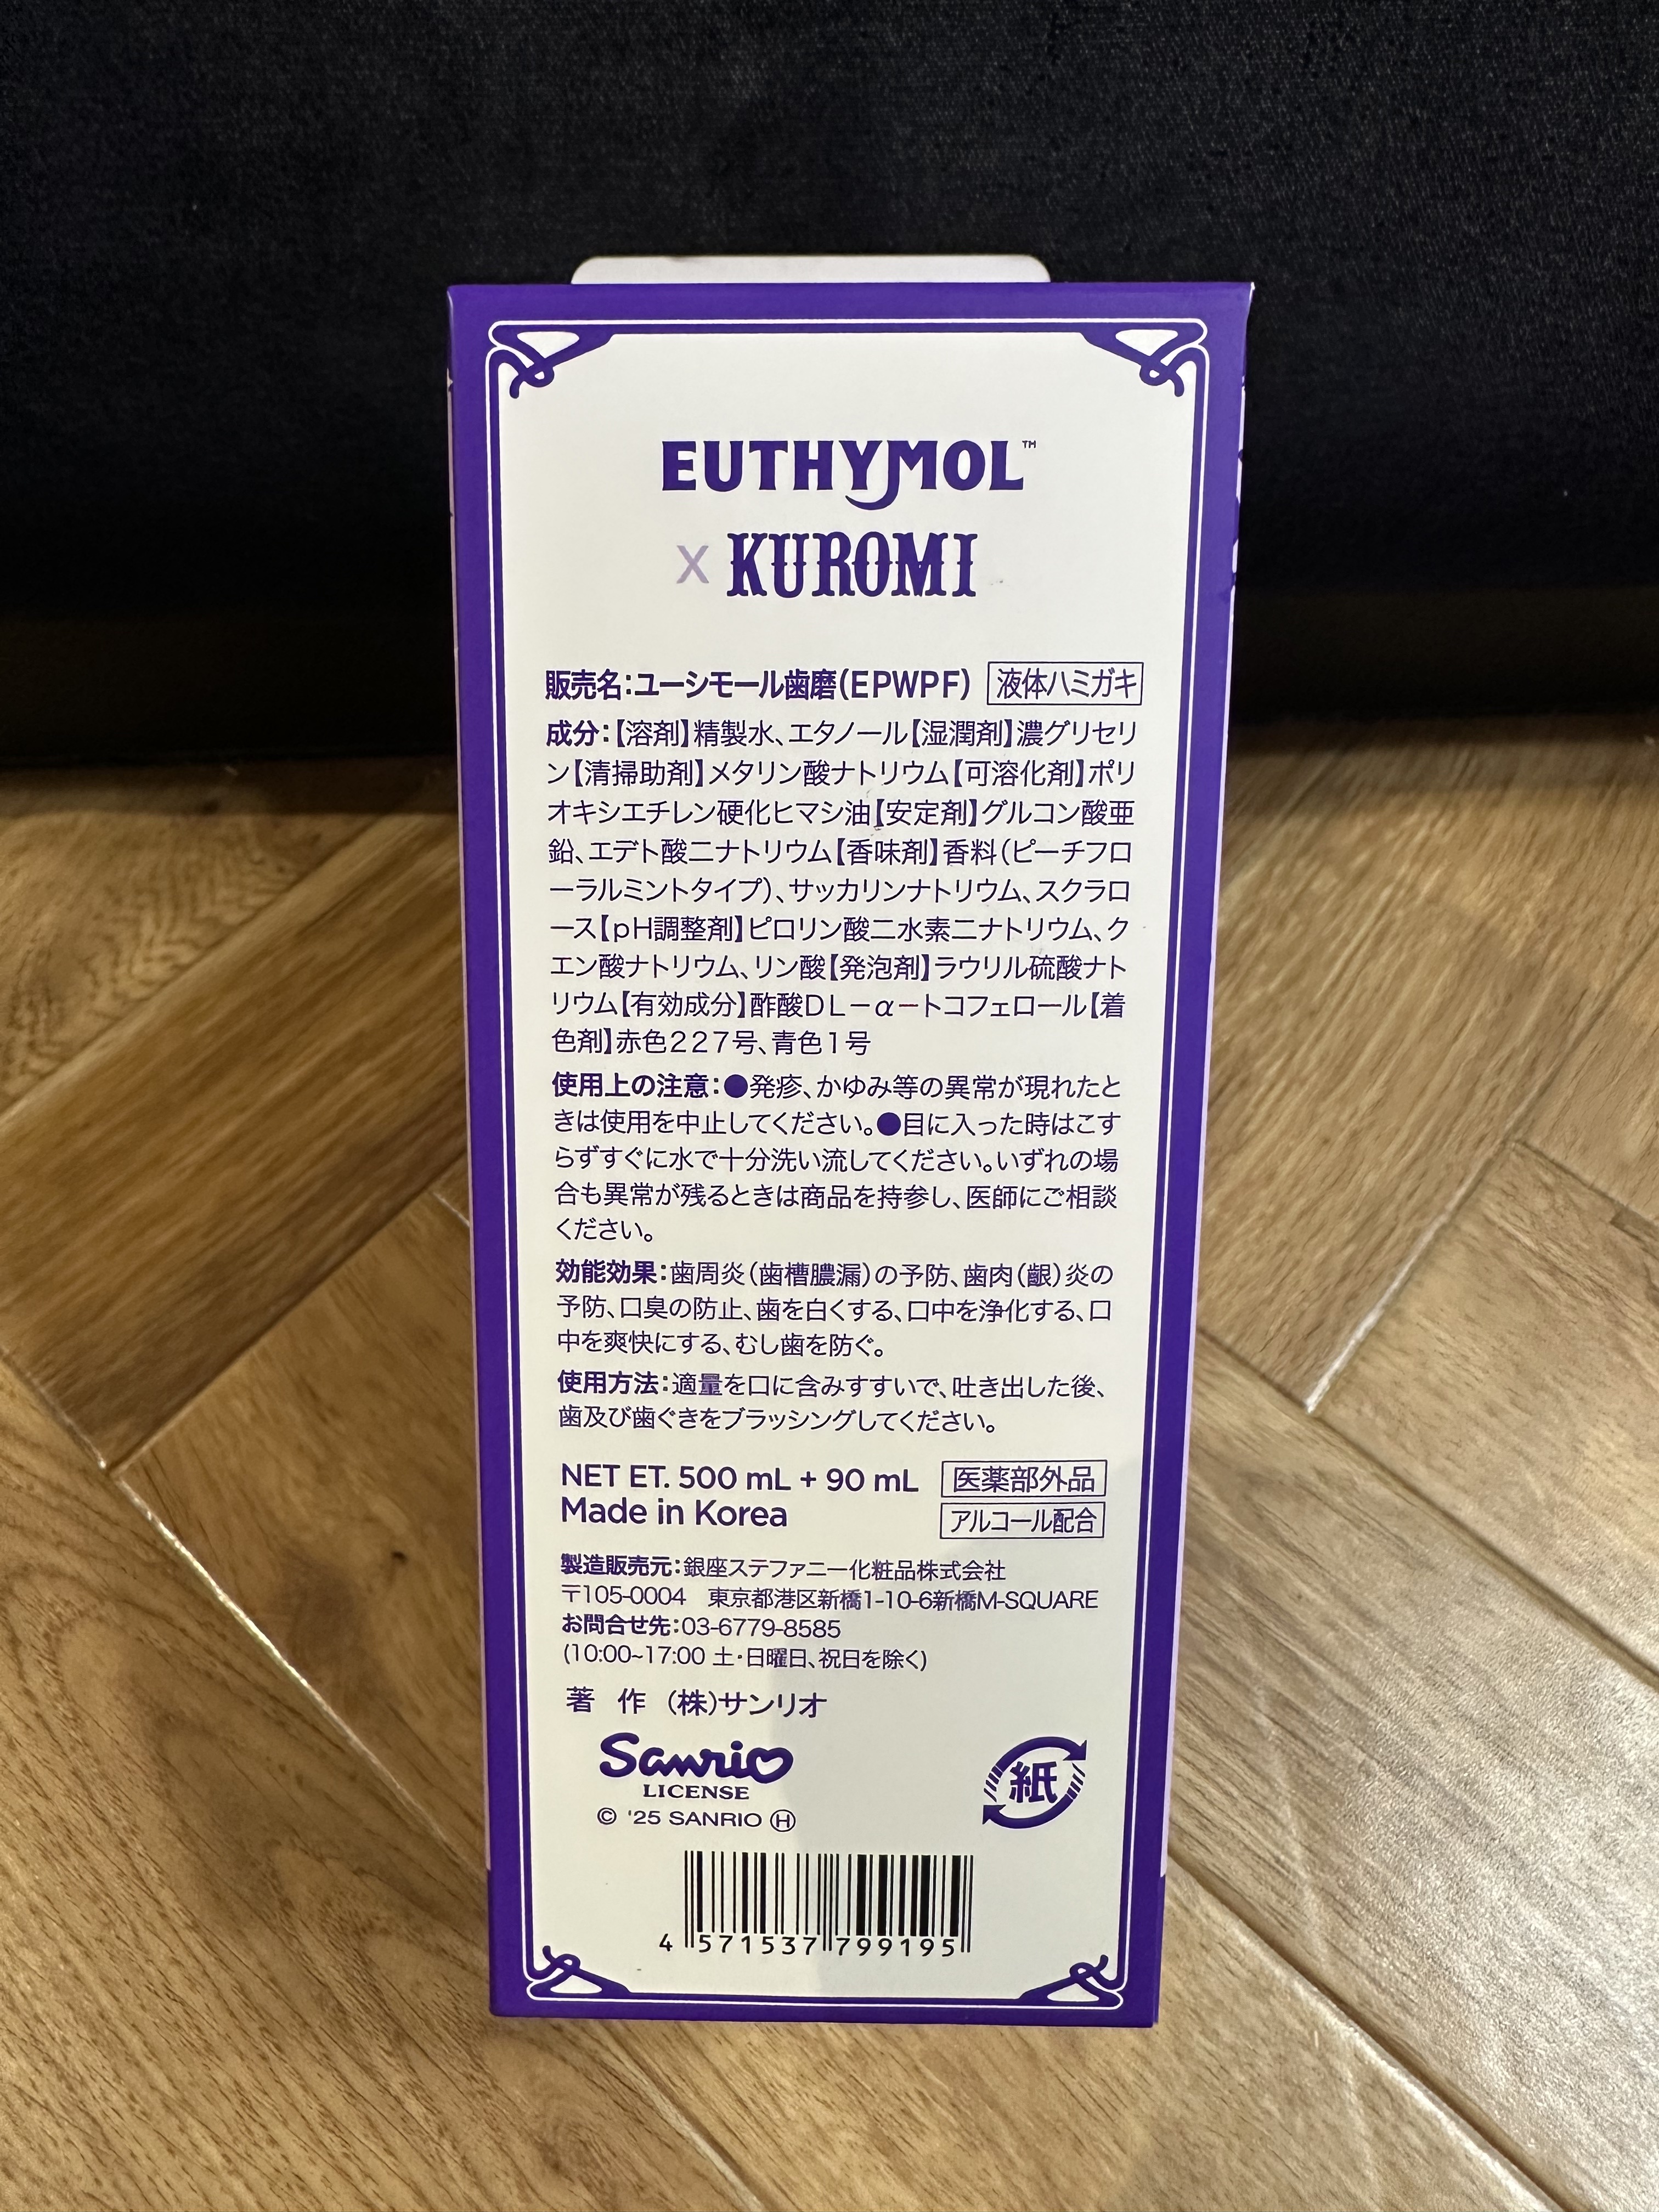 EUTHYMOL™
x KUROMI
販売名:ユーシモール歯磨(EPWPF) 液体ハミガキ
成分:【溶剤】精製水、エタノール【湿潤剤】濃グリセリ
ン【清掃助剤】メタリン酸ナトリウム【可溶化剤】ポリ
オキシエチレン硬化ヒマシ油【安定剤】グルコン酸亜
鉛、エデト酸二ナトリウム【香味剤】香料(ピーチフロ
ーラルミントタイプ)、サッカリンナトリウム、スクラロ
ース【pH調整剤】ピロリン酸二水素二ナトリウム、ク
エン酸ナトリウム、リン酸【発泡剤】ラウリル硫酸ナト
リウム【有効成分】酢酸DL-α-トコフェロール【着
色剤】赤色227号、青色1号
使用上の注意:●発疹、かゆみ等の異常が現れたと
きは使用を中止してください。●目に入った時はこす
らずすぐに水で十分洗い流してください。いずれの場
合も異常が残るときは商品を持参し、医師にご相談
ください。
効能効果:歯周炎(歯槽膿漏)の予防、歯肉(齦)炎の
予防、口臭の防止、歯を白くする、口中を浄化する、口
中を爽快にする、むし歯を防ぐ。
使用方法:適量を口に含みすすいで、吐き出した後、
歯及び歯ぐきをブラッシングしてください。
NET ET. 500 mL + 90 mL 医薬部外品
Made in Korea アルコール配合
製造販売元:銀座ステファニー化粧品株式会社
〒105-0004 東京都港区新橋1-10-6新橋M-SQUARE
お問合せ先:03-6779-8585
(10:00~17:00 土・日曜日、祝日を除く)
著 作 (株)サンリオ
Sanrio
LICENSE
© '25 SANRIO Ⓗ
紙
4 571537 799195